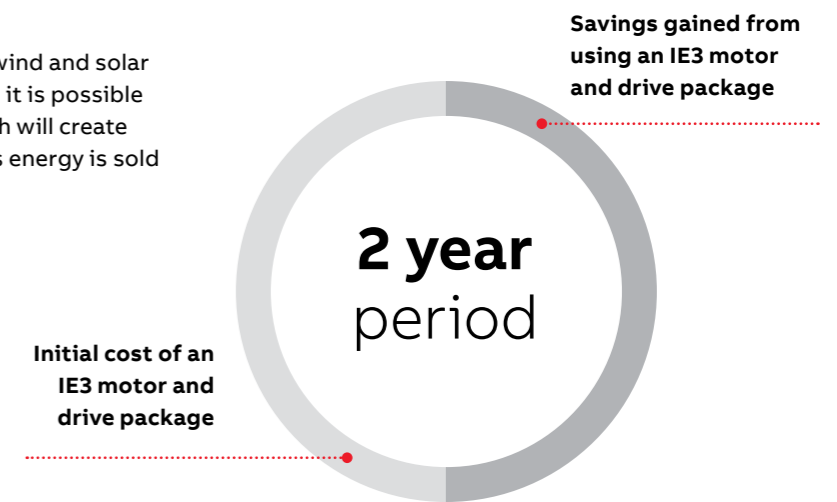 wind and solar
it is possible
will create
energy is sold
Savings gained from
using an IE3 motor
and drive package
2 year
period
Initial cost of an
IE3 motor and
drive package